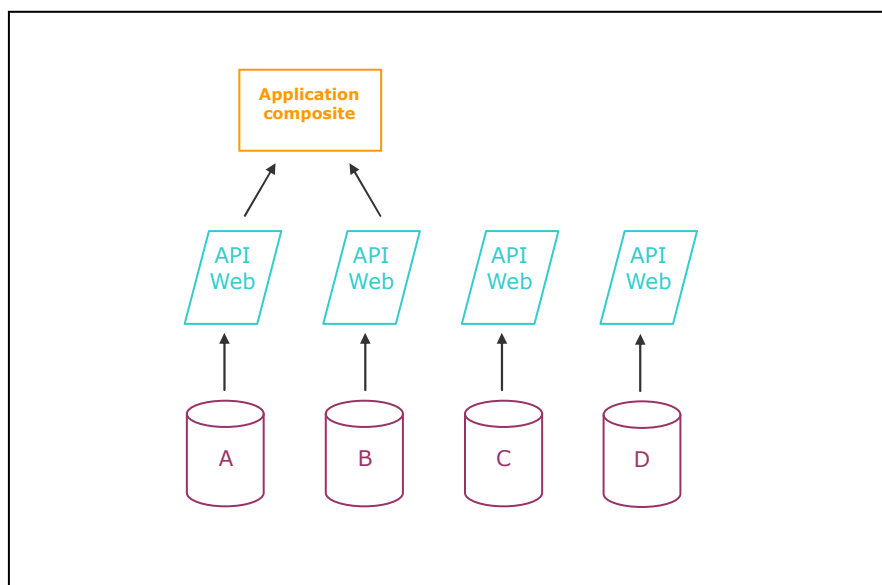 Application
composite
API
Web
API
Web
API
Web
API
Web
A
B
C
D